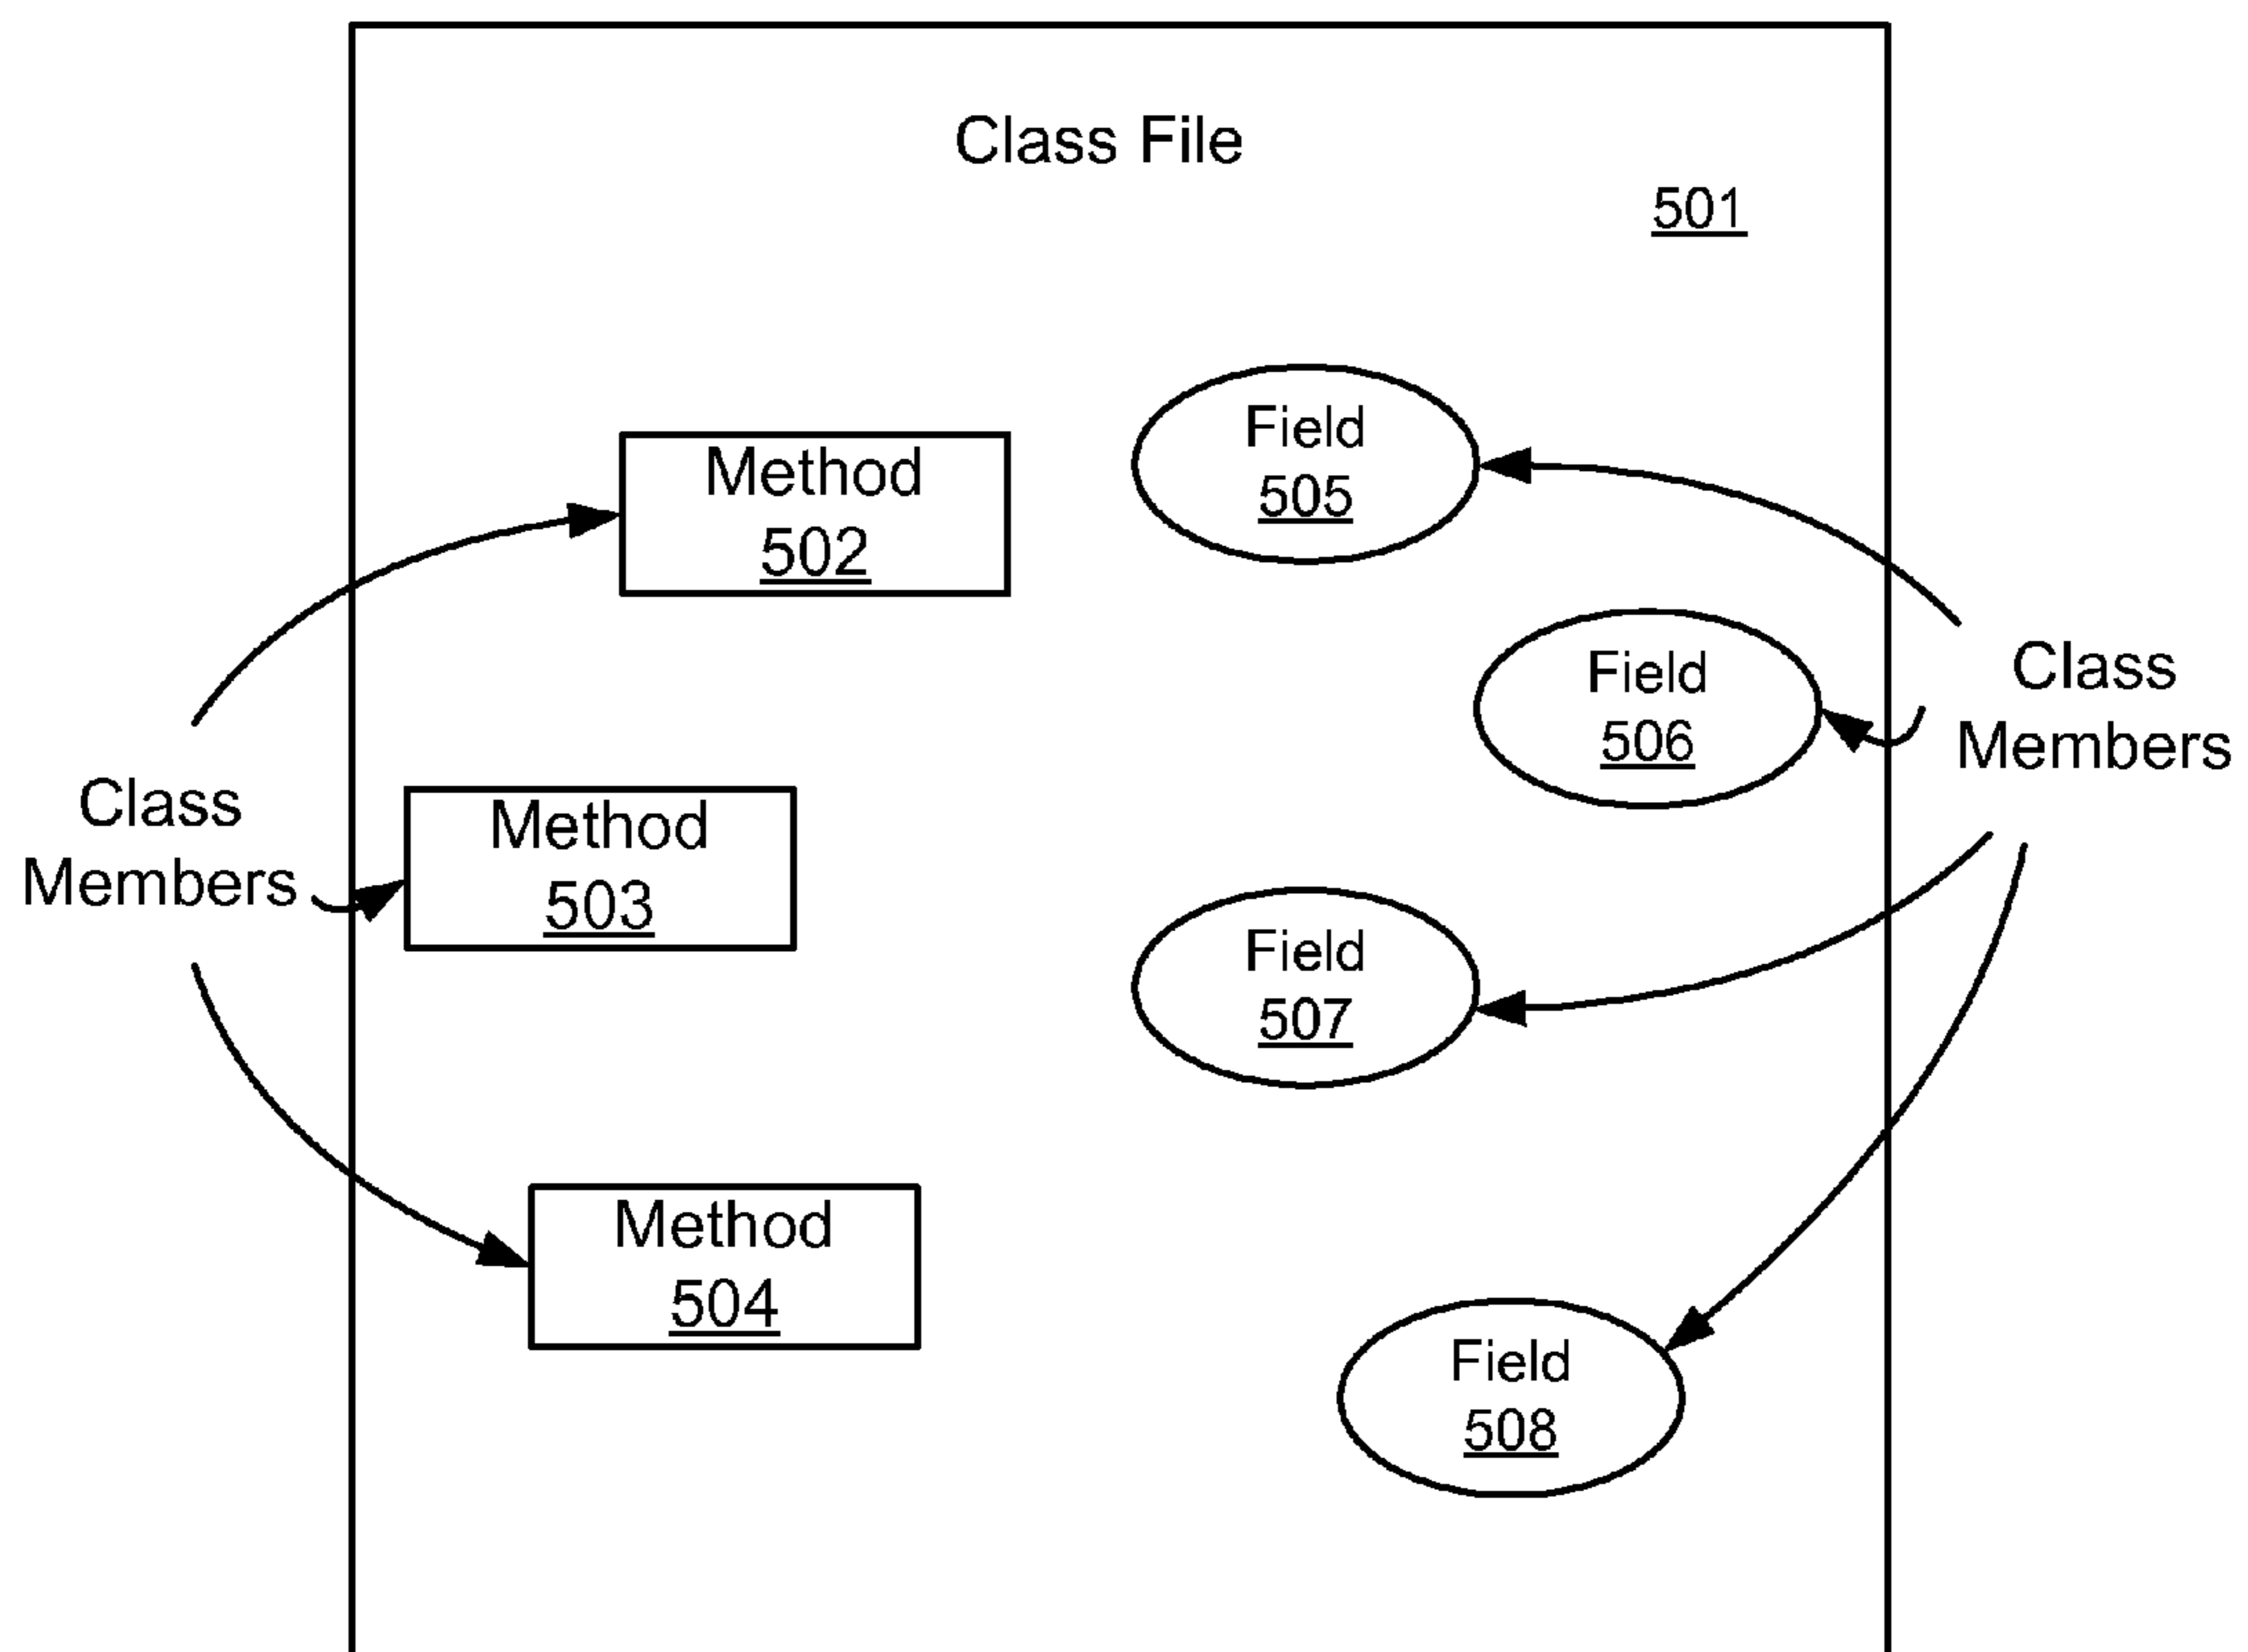 Class File
501
Method
502
Field
505
Field
506
Class
Members
Class
Members
Method
503
Field
507
Method
504
Field
508